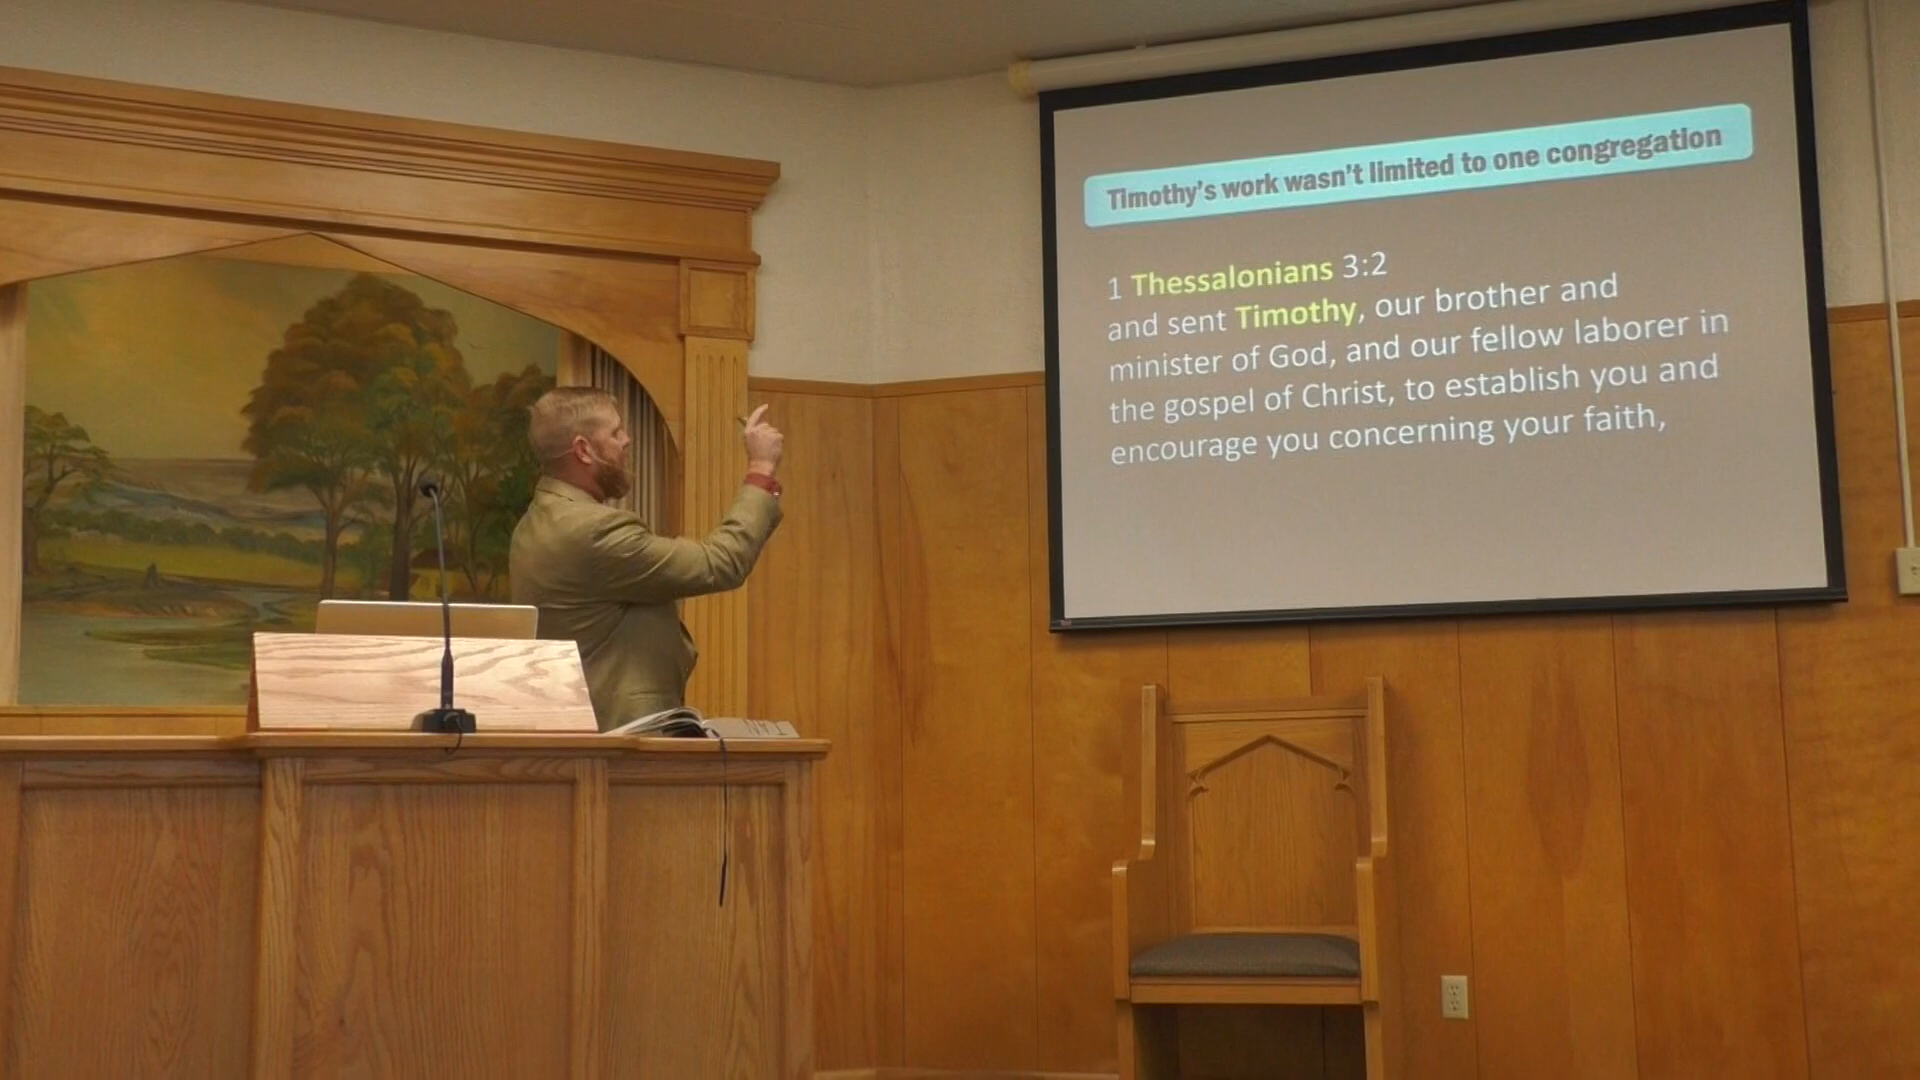 Timothy's work wasn't limited to one congregation
1 Thessalonians 3:2
and sent Timothy, our brother and
minister of God, and our fellow laborer in
the gospel of Christ, to establish you and
encourage you concerning your faith,